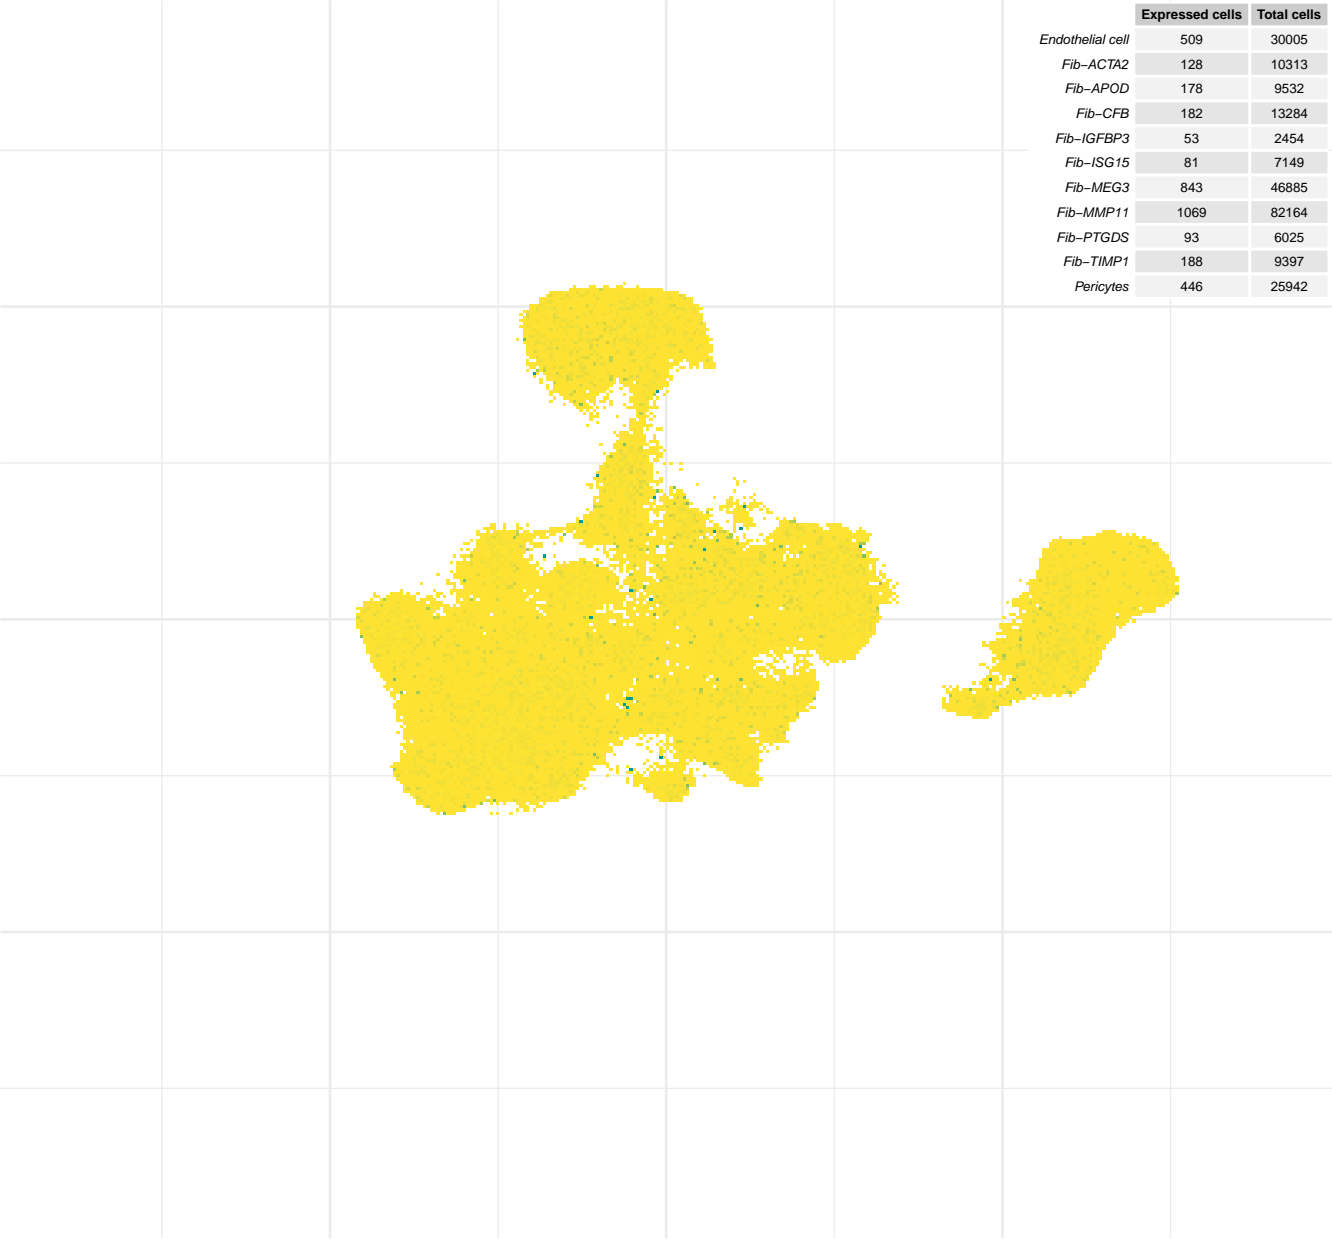 Expressed cells Total cells
Endothelial cell 509 30005
Fib−ACTA2 128 10313
Fib−APOD 178 9532
Fib−CFB 182 13284
Fib−IGFBP3 53 2454
Fib−ISG15 81 7149
Fib−MEG3 843 46885
Fib−MMP11 1069 82164
Fib−PTGDS 93 6025
Fib−TIMP1 188 9397
Pericytes 446 25942